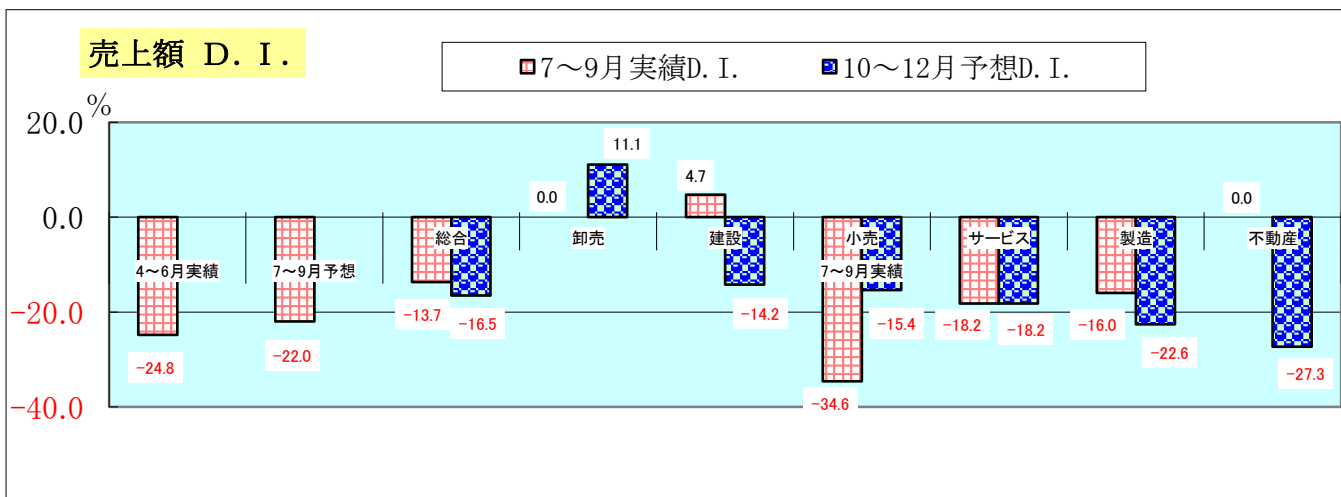 売上額 D.I.
7~9月実績D.I.
10~12月予想D.I.
%
20.0
0.0
-20.0
-40.0
11.1
0.0
4.7
0.0
総合
卸売
建設
小売
サービス
製造
不動産
4~6月実績
7~9月予想
7~9月実績
-24.8
-22.0
-13.7
-16.5
-14.2
-34.6
-15.4
-18.2
-18.2
-16.0
-22.6
-27.3